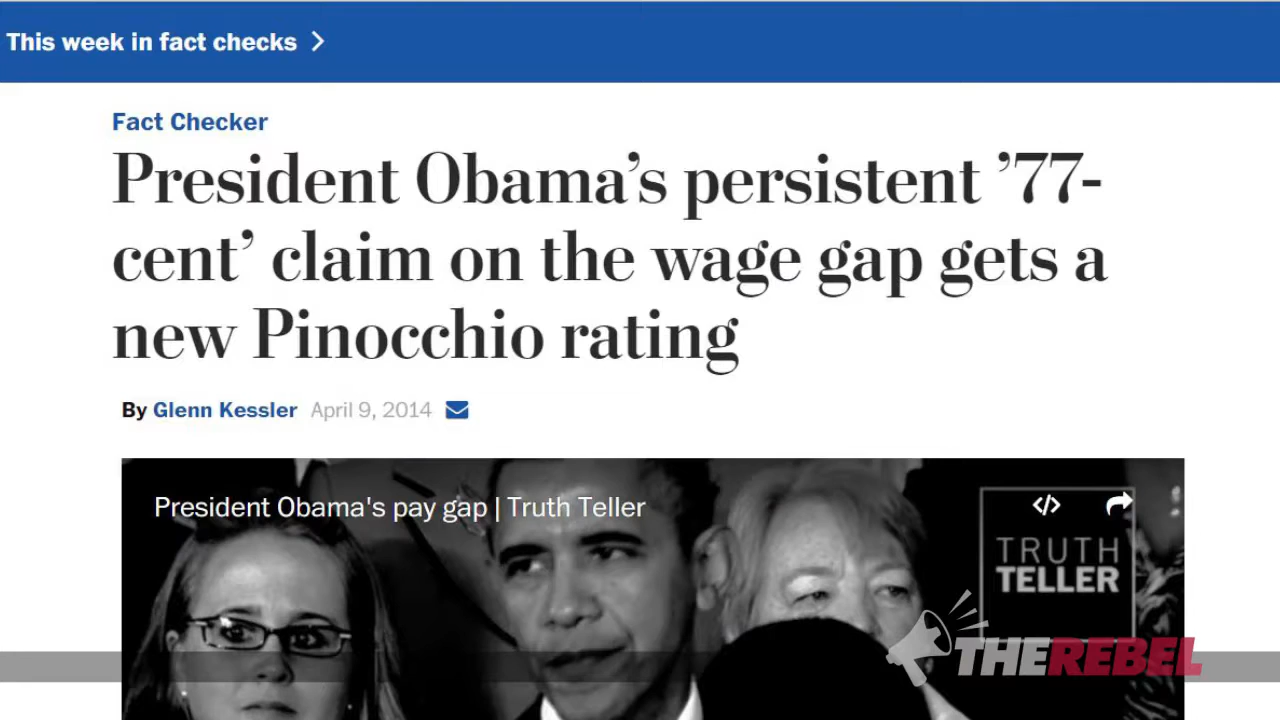 This week in fact checks
Fact Checker
President Obama’s persistent ’77-
cent’ claim on the wage gap gets a
new Pinocchio rating
By Glenn Kessler April 9, 2014
President Obama's pay gap | Truth Teller
</>
TRUTH
TELLER
THEREBEL